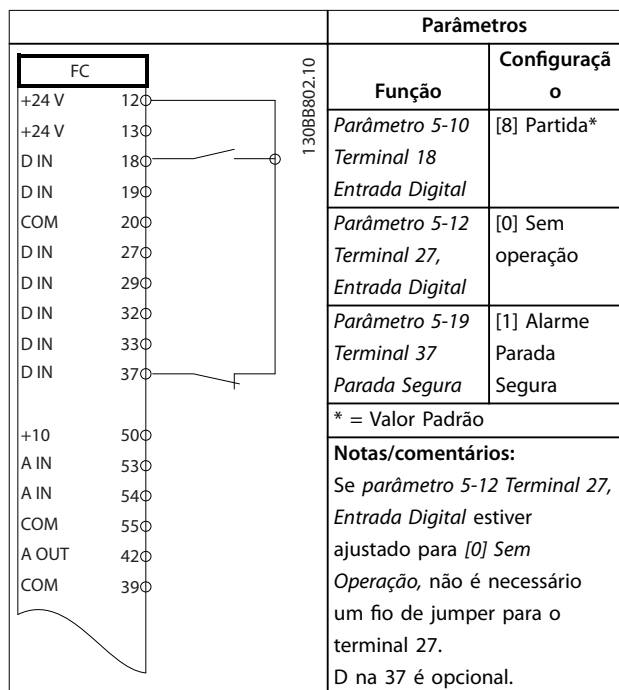 FC
+24 V 12
+24 V 13
D IN 18
D IN 19
COM 20
D IN 27
D IN 29
D IN 32
D IN 33
D IN 37
+10 50
A IN 53
A IN 54
COM 55
A OUT 42
COM 39
130BB802.10
Parâmetros
Função
Configuraçã
o
Parâmetro 5-10 [8] Partida*
Terminal 18
Entrada Digital
Parâmetro 5-12 [0] Sem
Terminal 27, operação
Entrada Digital
Parâmetro 5-19 [1] Alarme
Terminal 37 Parada
Parada Segura Segura
* = Valor Padrão
Notas/comentários:
Se parâmetro 5-12 Terminal 27,
Entrada Digital estiver
ajustado para [0] Sem
Operação, não é necessário
um fio de jumper para o
terminal 27.
D na 37 é opcional.